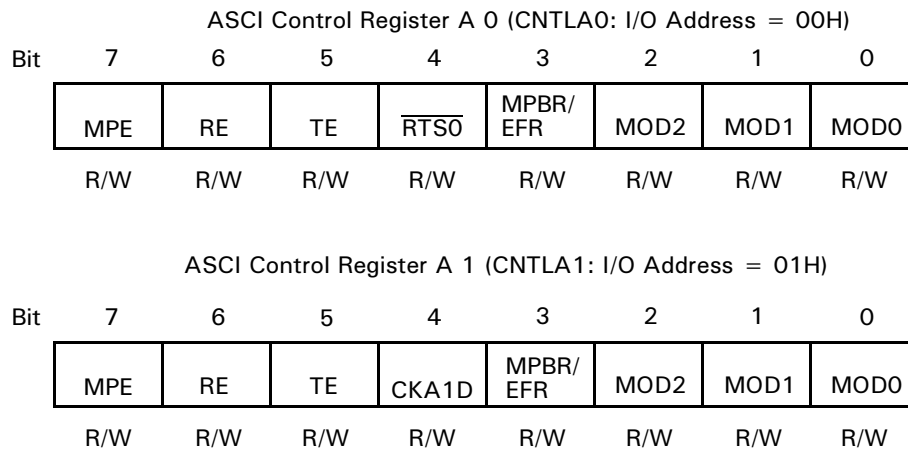 ASCI Control Register A 0 (CNTLA0: I/O Address = 00H)
Bit 7 6 5 4 3 2 1 0
MPE RE TE R̅T̅S̅0̅ MPBR/ EFR MOD2 MOD1 MOD0
R/W R/W R/W R/W R/W R/W R/W R/W
ASCI Control Register A 1 (CNTLA1: I/O Address = 01H)
Bit 7 6 5 4 3 2 1 0
MPE RE TE CKA1D MPBR/ EFR MOD2 MOD1 MOD0
R/W R/W R/W R/W R/W R/W R/W R/W